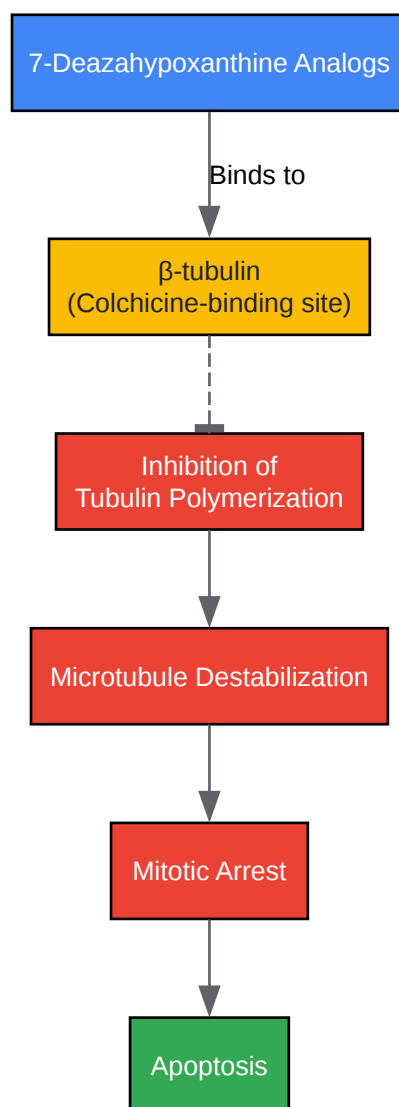 7-Deazahypoxanthine Analogs
Binds to
β-tubulin
(Colchicine-binding site)
Inhibition of
Tubulin Polymerization
Microtubule Destabilization
Mitotic Arrest
Apoptosis